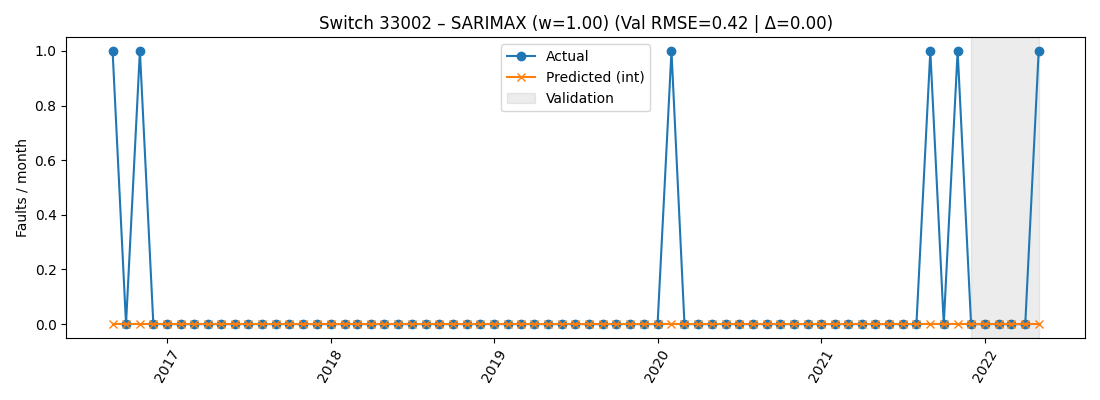 Switch 33002 – SARIMAX (w=1.00) (Val RMSE=0.42 | Δ=0.00)
Actual
Predicted (int)
Validation
Faults / month
1.0
0.8
0.6
0.4
0.2
0.0
2017
2018
2019
2020
2021
2022